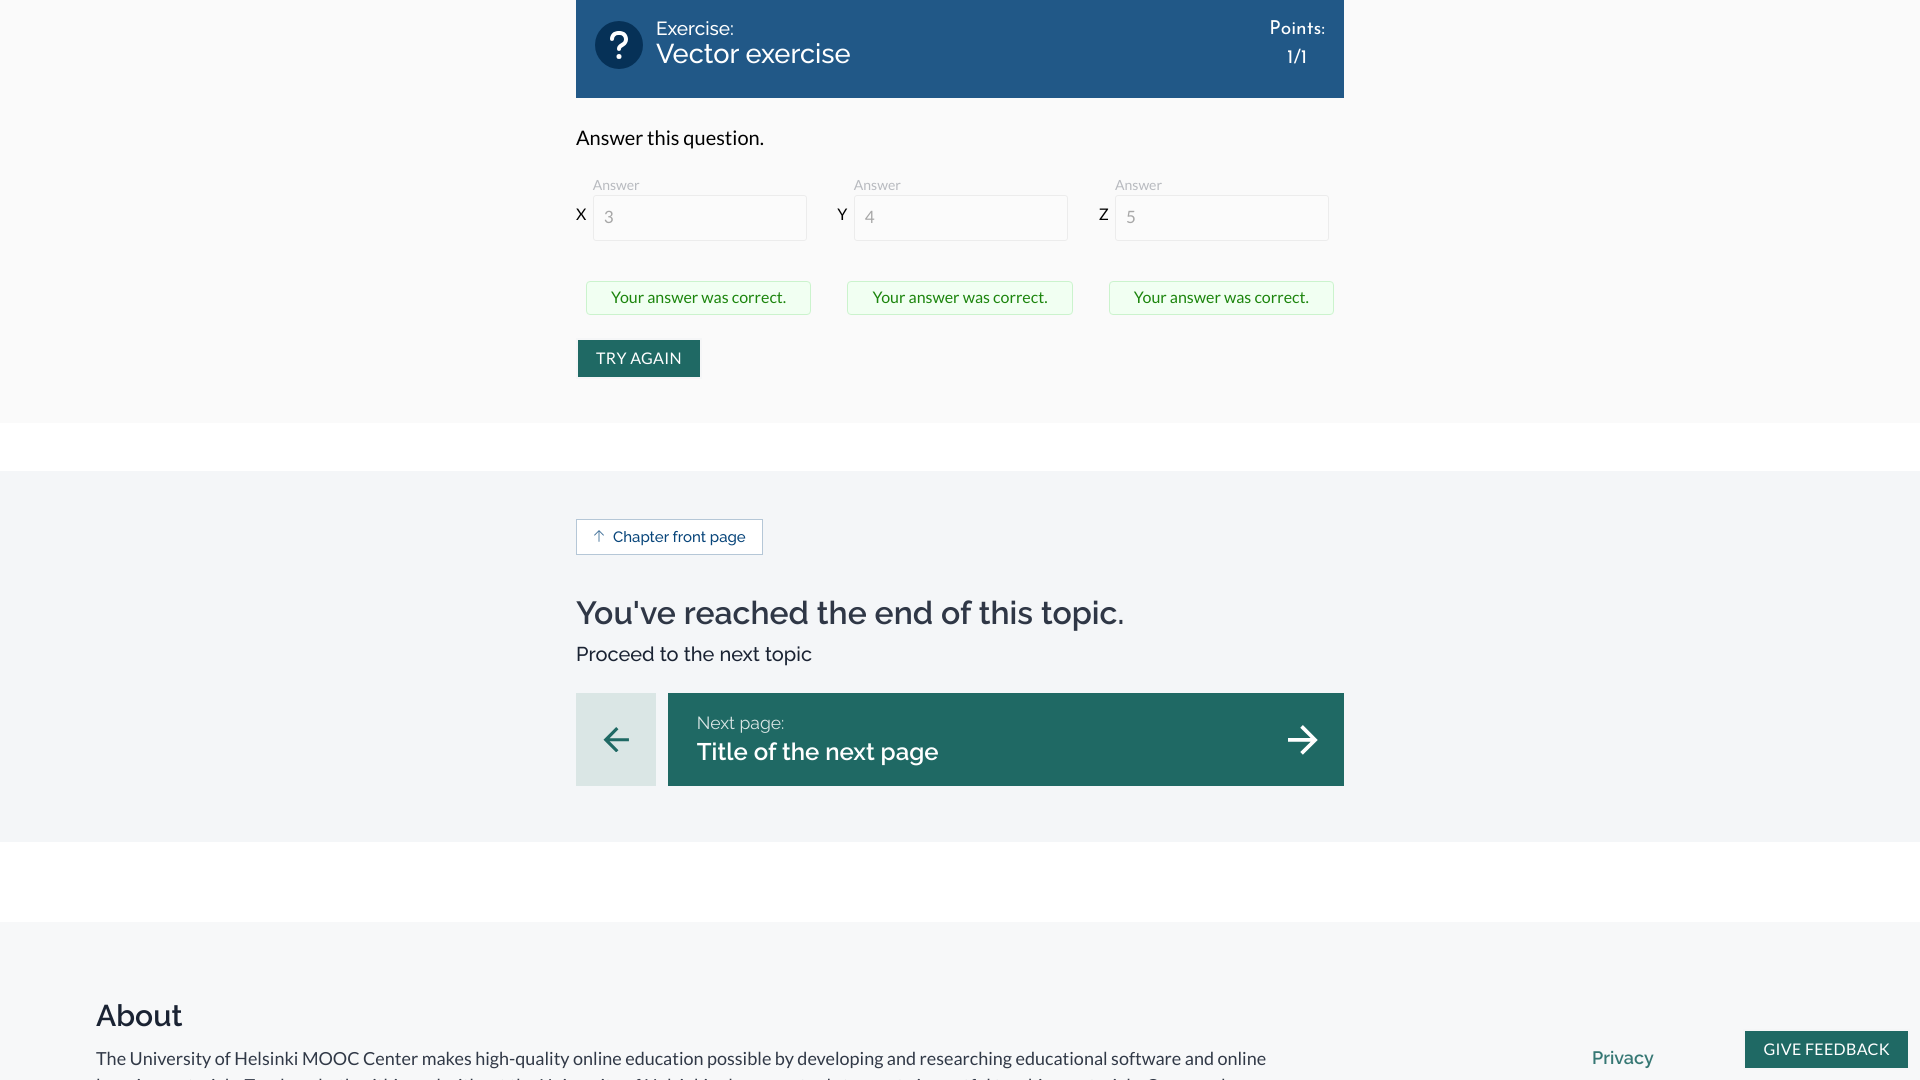 Exercise:
Vector exercise
Points:
1/1
?
Answer this question.
Answer
X 3
Answer
Y 4
Answer
Z 5
Your answer was correct.
Your answer was correct.
Your answer was correct.
TRY AGAIN
Chapter front page
You've reached the end of this topic.
Proceed to the next topic
Next page:
Title of the next page
About
The University of Helsinki MOOC Center makes high-quality online education possible by developing and researching educational software and online
Privacy
GIVE FEEDBACK